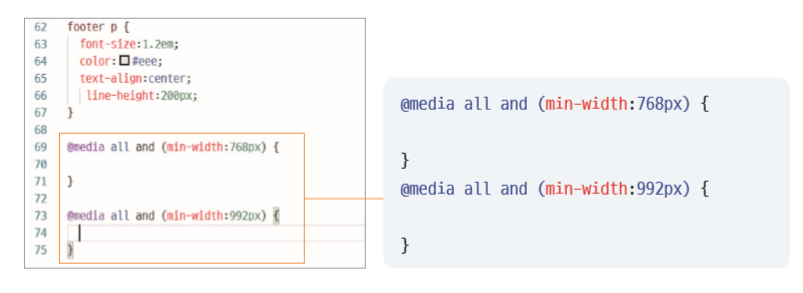 62 footer p {
63 font-size:1.2em;
64 color: #eee;
65 text-align:center;
66 line-height:200px;
67 }
68
69 @media all and (min-width:768px) {
70
71 }
72
73 @media all and (min-width:992px) {
74
75 }
@media all and (min-width:768px) {
}
@media all and (min-width:992px) {
}